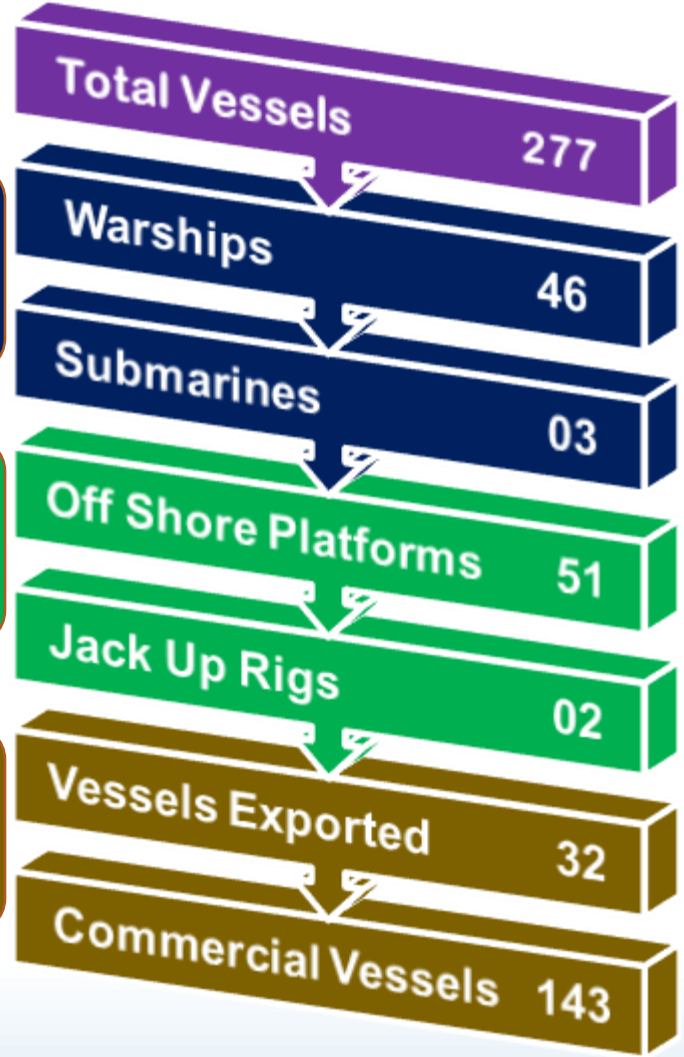 Total Vessels 277
Warships 46
Submarines 03
Off Shore Platforms 51
Jack Up Rigs 02
Vessels Exported 32
Commercial Vessels 143